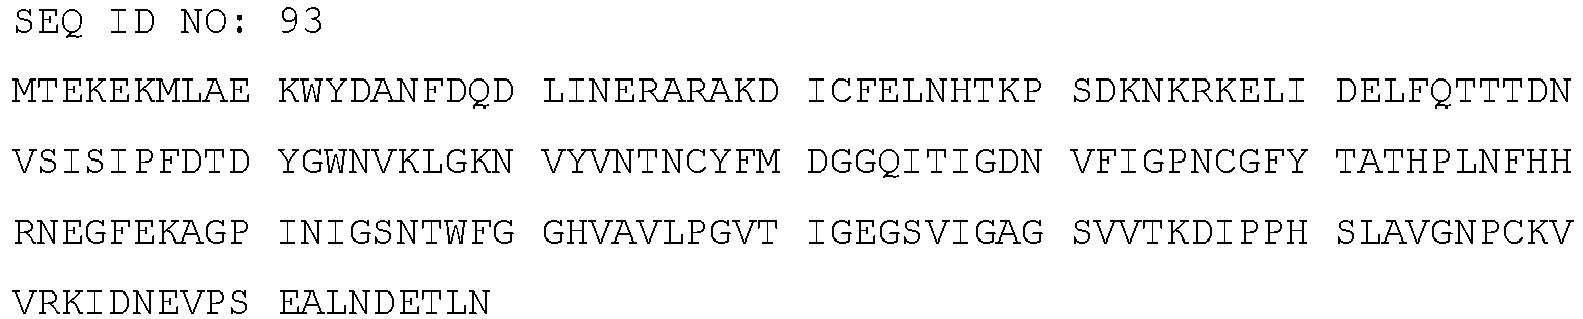 SEQ ID NO: 93
MTEKEKMLAE KWYDANFDQD LINERARAKD ICFELNHTKP SDKNKRKELI DELFQTTTDN
VSISIPFDTD YGWNVKLGKN VYVNTNCYFM DGGQITIGDN VFIGPNCGFY TATHPLNFHH
RNEGFEKAGP INIGSNTWFG GHVAVLPGVT IGEGSVIGAG SVVTKDIPPH SLAVGNPCKV
VRKIDNEVPS EALNDETLN